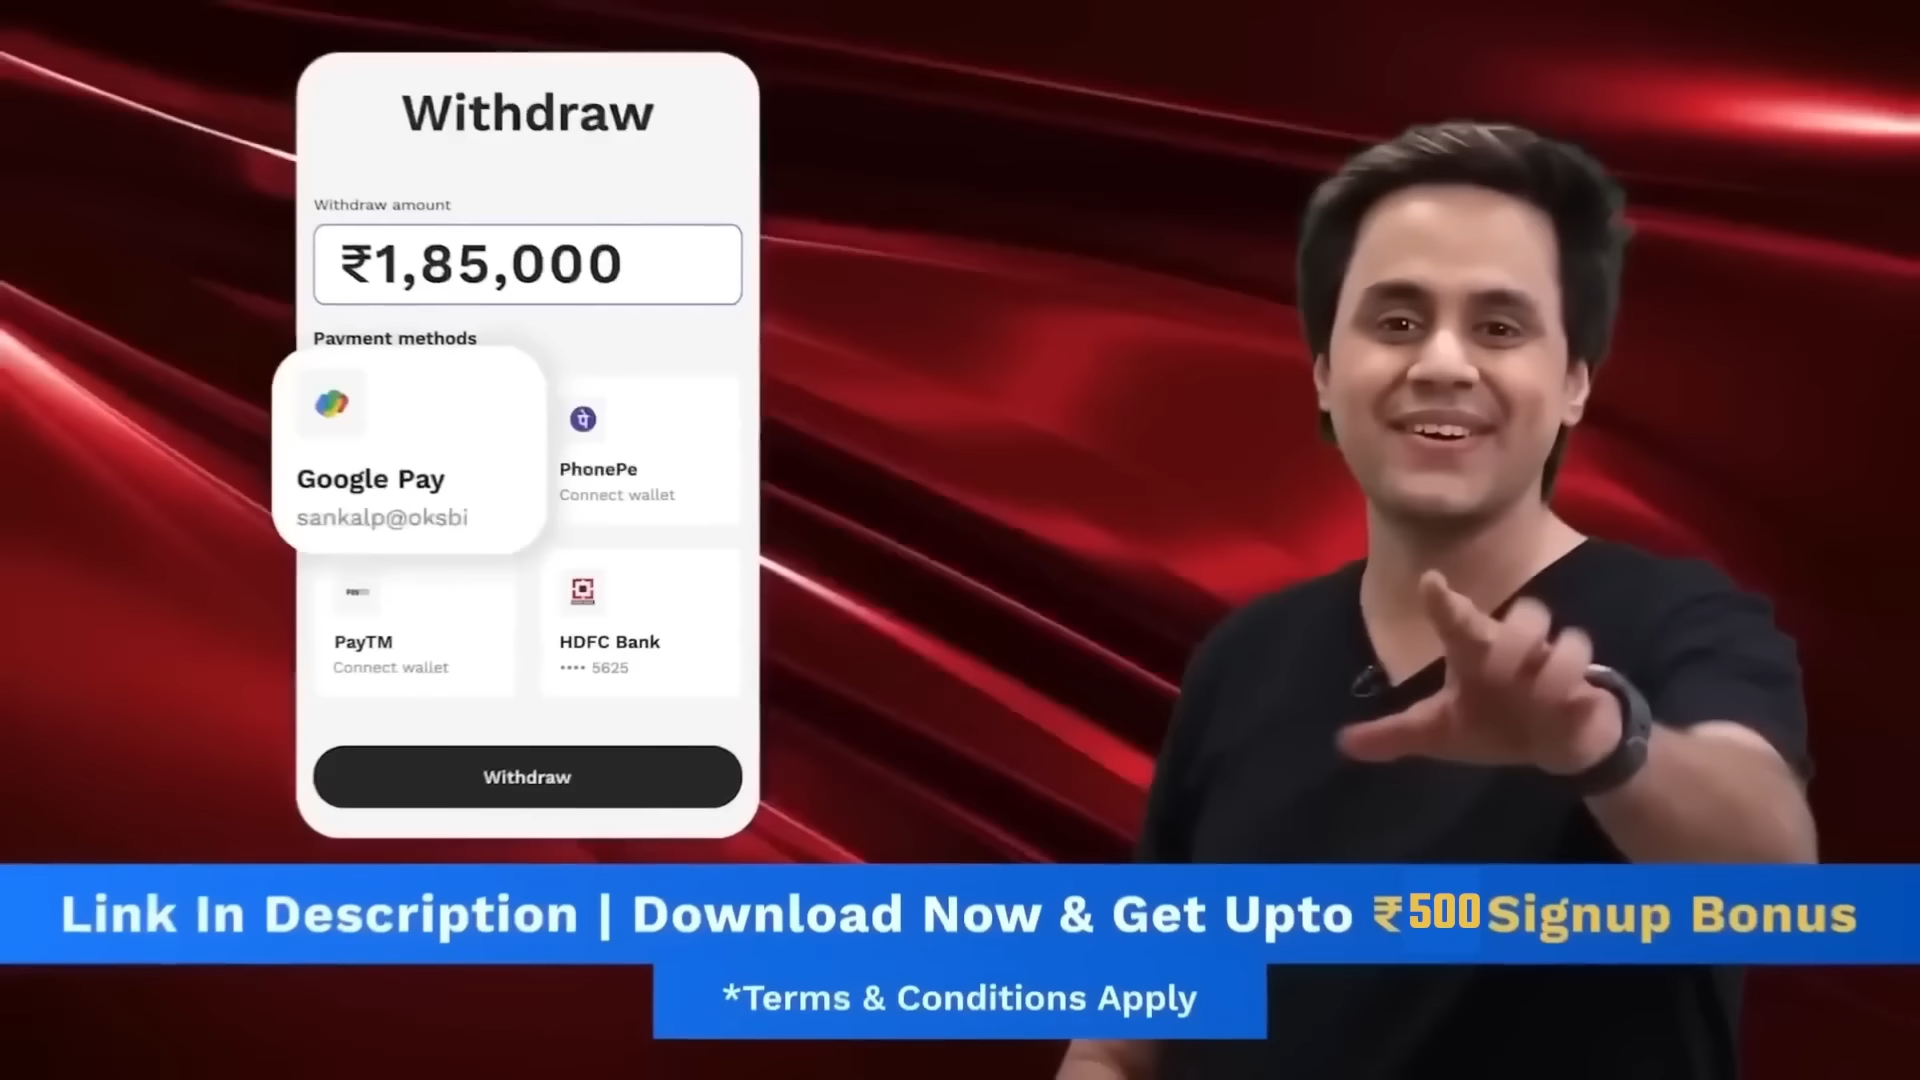 Withdraw
Withdraw amount
₹1,85,000
Payment methods
Google Pay
sankalp@oksbi
पे
PhonePe
Connect wallet
PayTM
Connect wallet
HDFC Bank
•••• 5625
Withdraw
Link In Description | Download Now & Get Upto ₹500 Signup Bonus
*Terms & Conditions Apply